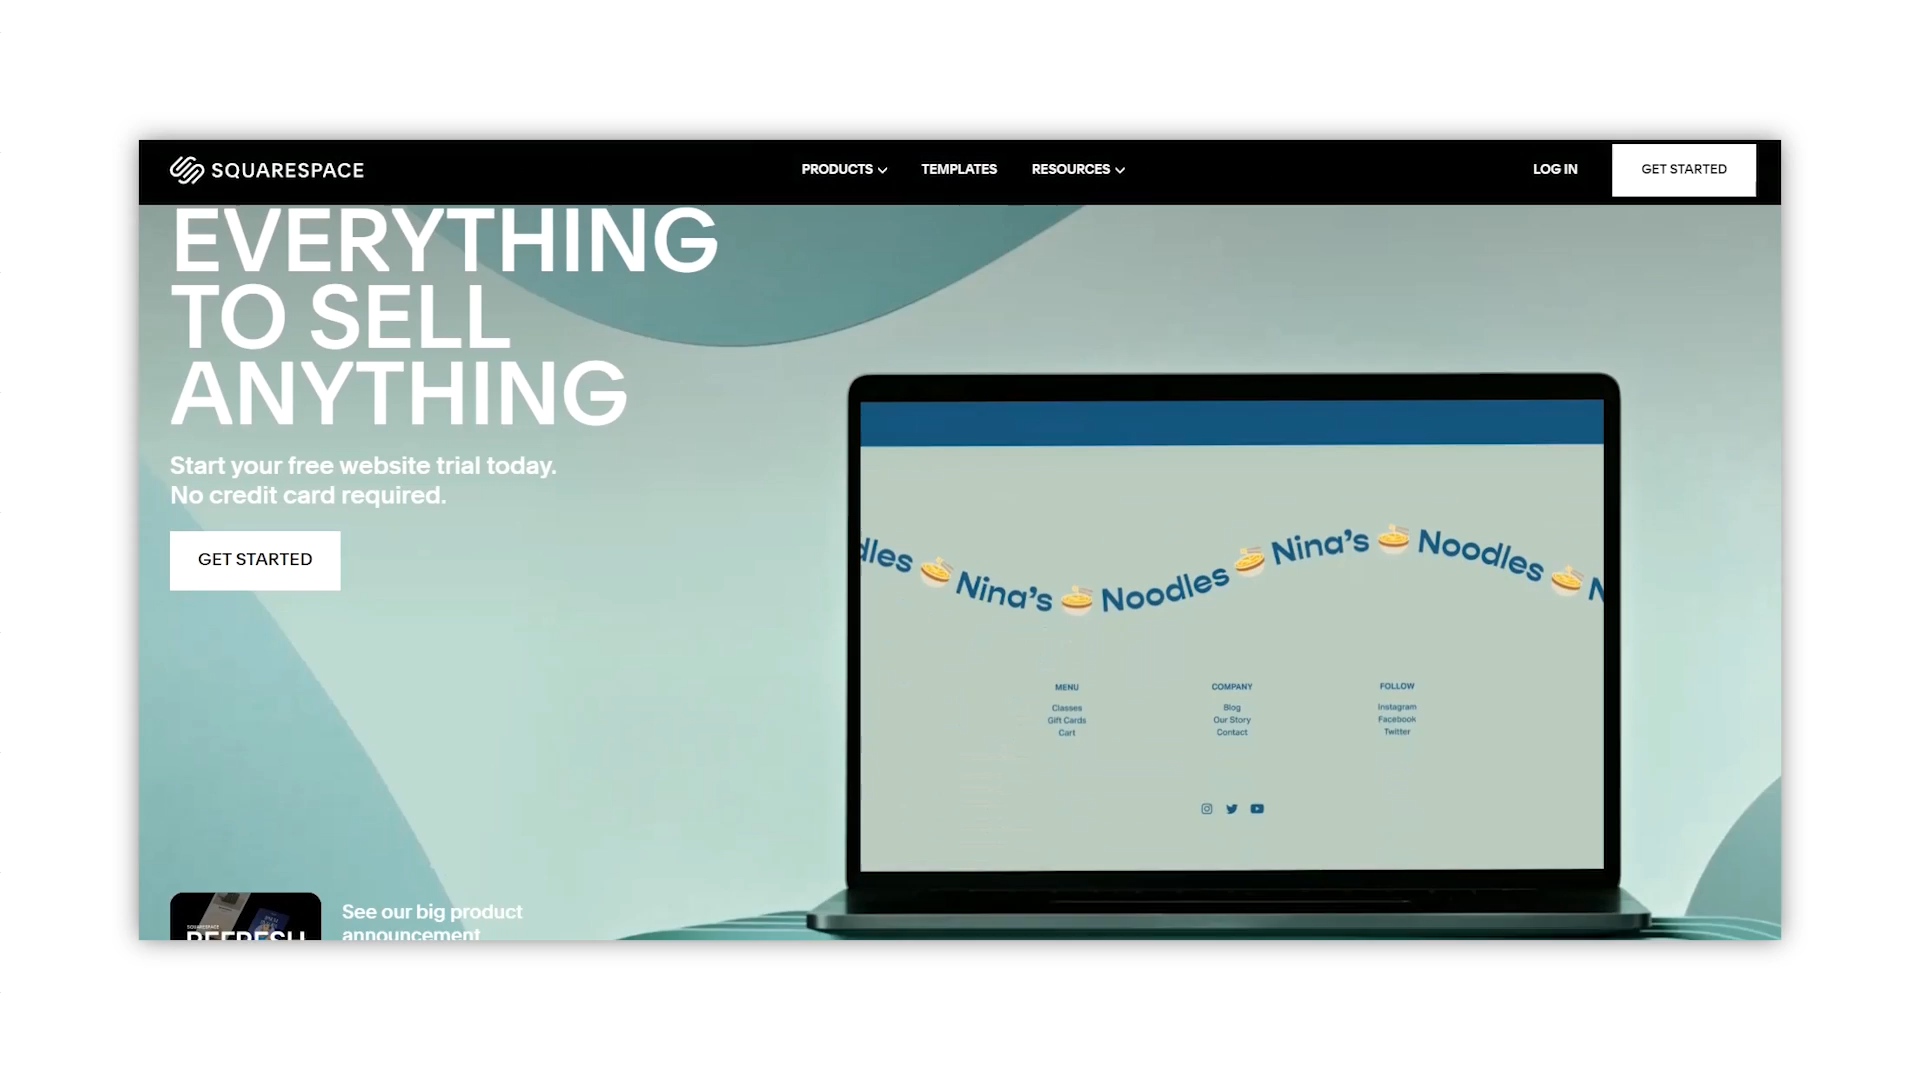 SQUARESPACE
PRODUCTS
TEMPLATES
RESOURCES
LOG IN
GET STARTED
EVERYTHING
TO SELL
ANYTHING
Start your free website trial today.
No credit card required.
GET STARTED
dles Nina's Noodles Nina's Noodles N
MENU
Classes
Gift Cards
Cart
COMPANY
Blog
Our Story
Contact
FOLLOW
Instagram
Facebook
Twitter
SQUARESPACE
REFRESH
See our big product
announcement